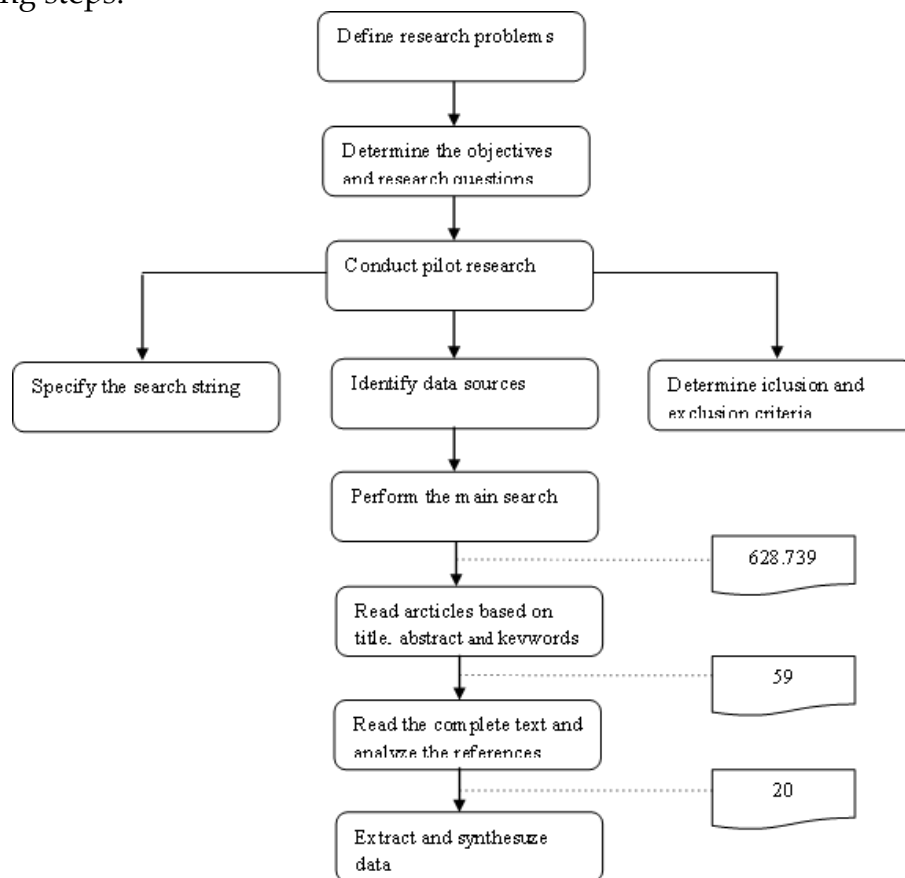 ng steps.
Define research problems
Determine the objectives
and research questions
Conduct pilot research
Specify the search string
Identify data sources
Determine iclusion and
exclusion criteria
Perform the main search
628.739
Read arcticles based on
title, abstract and keywords
59
Read the complete text and
analyze the references
20
Extract and synthesuze
data